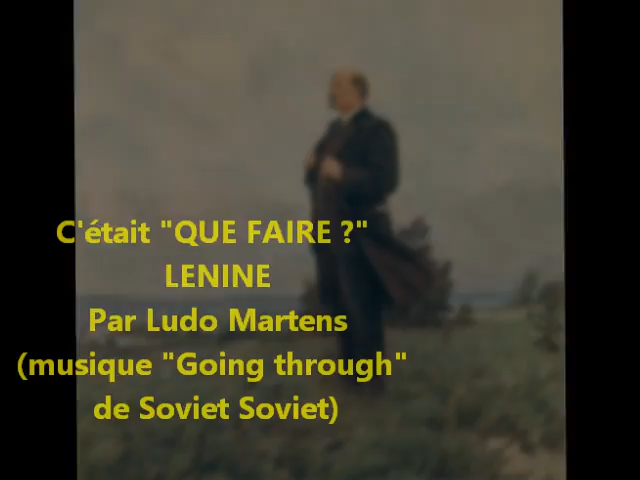 C'était "QUE FAIRE ?"
LENINE
Par Ludo Martens
(musique "Going through"
de Soviet Soviet)